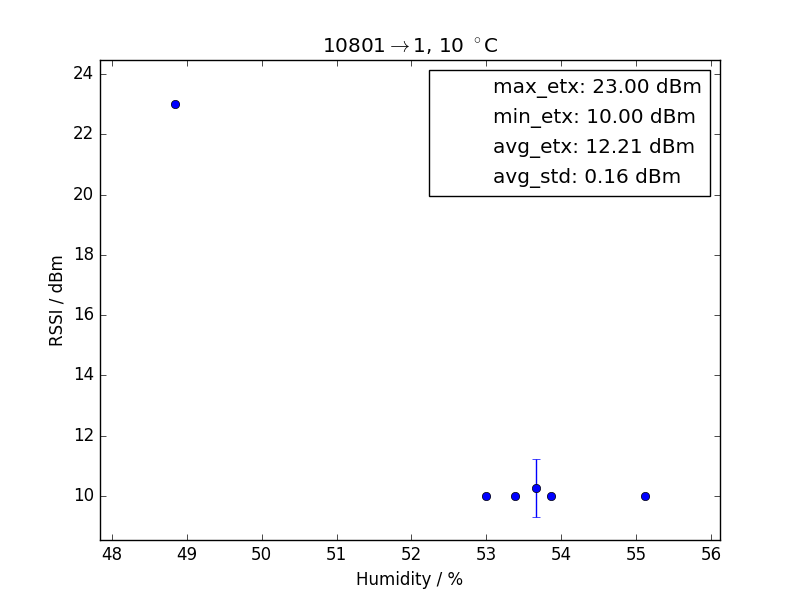 10801→1, 10 °C
max_etx: 23.00 dBm
min_etx: 10.00 dBm
avg_etx: 12.21 dBm
avg_std: 0.16 dBm
RSSI / dBm
24
22
20
18
16
14
12
10
48 49 50 51 52 53 54 55 56
Humidity / %